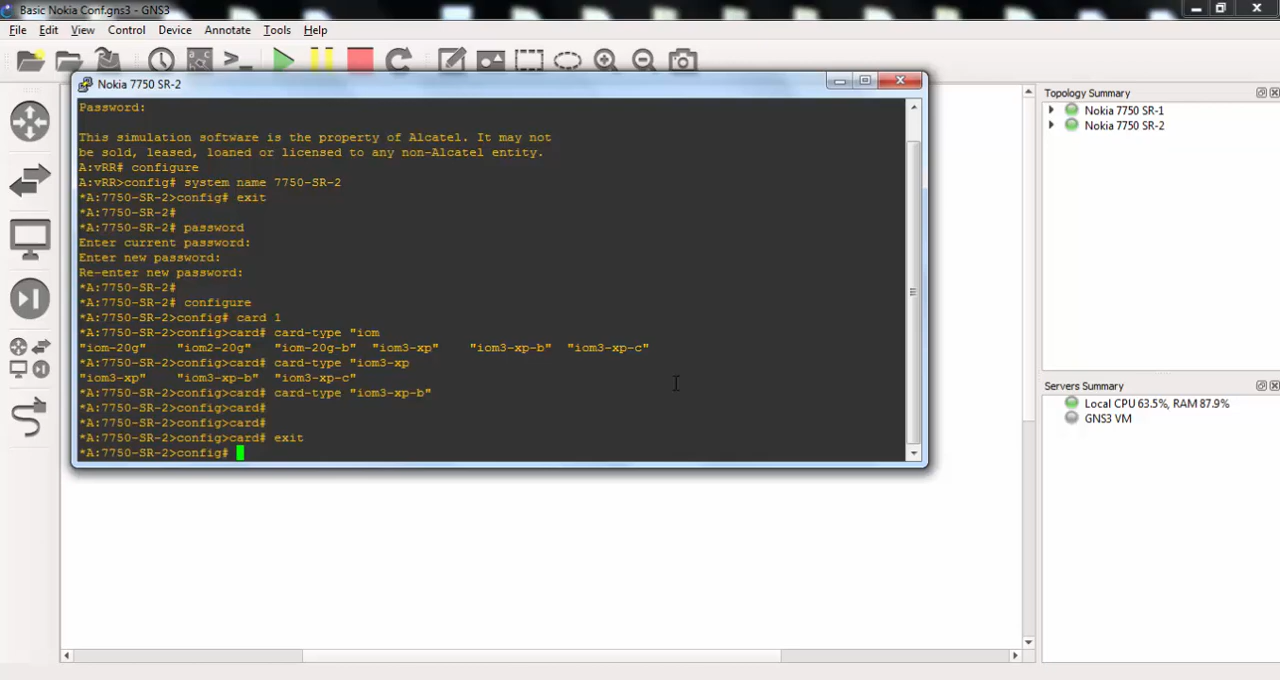 Basic Nokia Conf.gns3 - GNS3
File Edit View Control Device Annotate Tools Help
Nokia 7750 SR-2
Password:
This simulation software is the property of Alcatel. It may not
be sold, leased, loaned or licensed to any non-Alcatel entity.
A:vRR# configure
A:vRR>config# system name 7750-SR-2
*A:7750-SR-2>config# exit
*A:7750-SR-2#
*A:7750-SR-2# password
Enter current password:
Enter new password:
Re-enter new password:
*A:7750-SR-2#
*A:7750-SR-2# configure
*A:7750-SR-2>config# card 1
*A:7750-SR-2>config>card# card-type "iom
"iom-20g" "iom2-20g" "iom-20g-b" "iom3-xp" "iom3-xp-b" "iom3-xp-c"
*A:7750-SR-2>config>card# card-type "iom3-xp
"iom3-xp" "iom3-xp-b" "iom3-xp-c"
*A:7750-SR-2>config>card# card-type "iom3-xp-b"
*A:7750-SR-2>config>card#
*A:7750-SR-2>config>card#
*A:7750-SR-2>config>card# exit
*A:7750-SR-2>config#
Topology Summary
Nokia 7750 SR-1
Nokia 7750 SR-2
Servers Summary
Local CPU 63.5%, RAM 87.9%
GNS3 VM